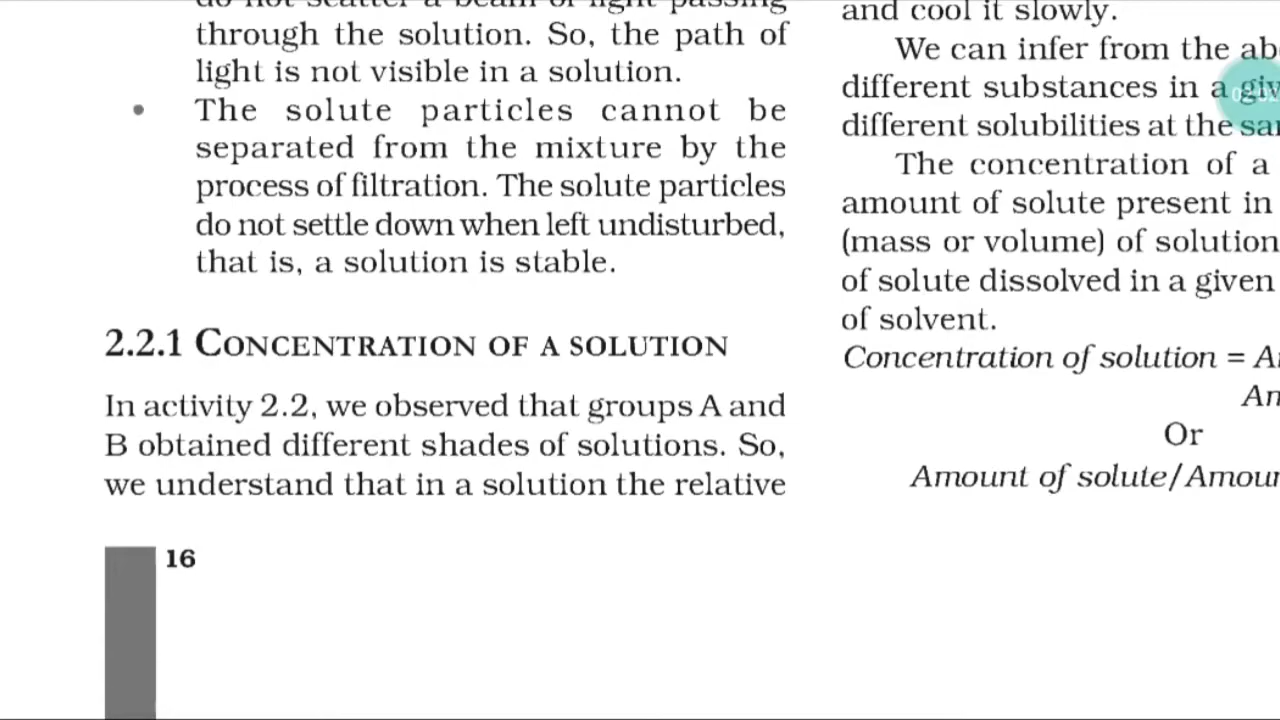 do not scatter a beam of light passing
through the solution. So, the path of
light is not visible in a solution.
• The solute particles cannot be
separated from the mixture by the
process of filtration. The solute particles
do not settle down when left undisturbed,
that is, a solution is stable.
2.2.1 CONCENTRATION OF A SOLUTION
In activity 2.2, we observed that groups A and
B obtained different shades of solutions. So,
we understand that in a solution the relative
16
and cool it slowly.
We can infer from the
different substances in a
different solubilities at the
The concentration of a
amount of solute present in
(mass or volume) of solution
of solute dissolved in a given
of solvent.
Concentration of solution =
Or
Amount of solute/